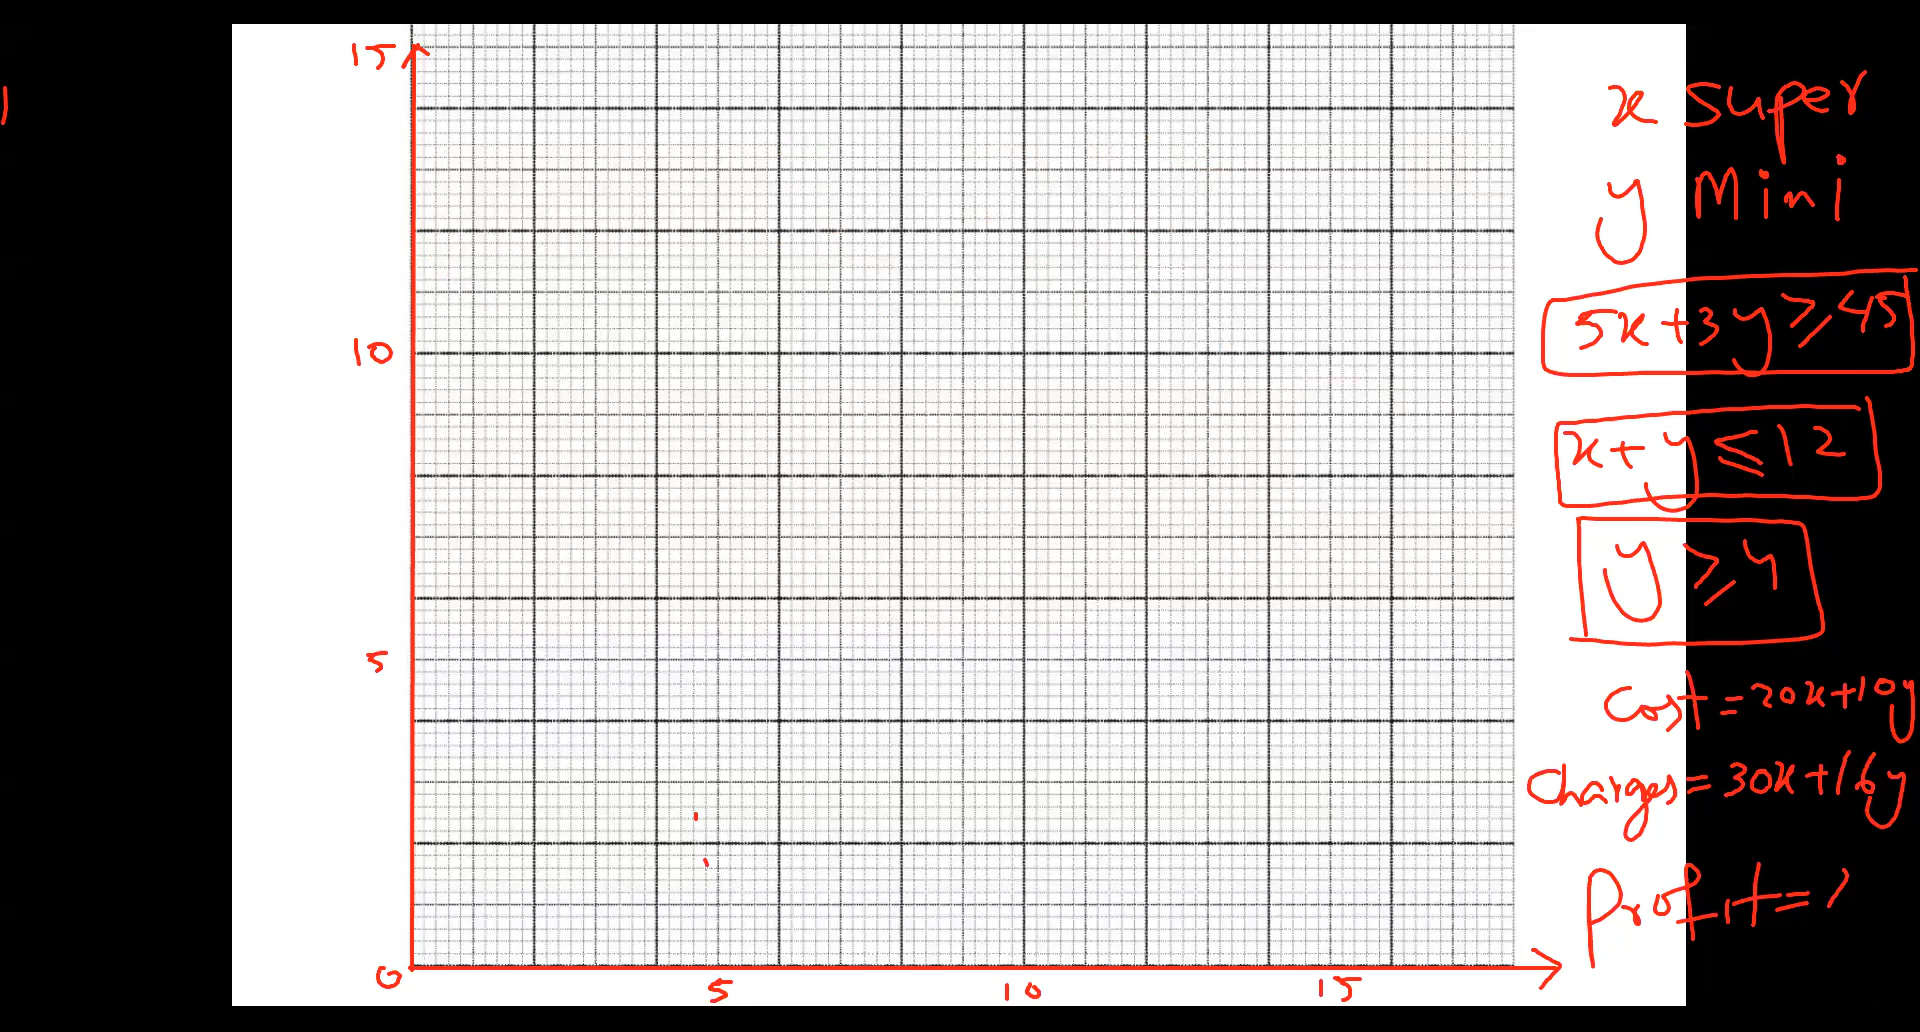 15
10
5
0
5 10 15
x Super
y Mini
5x+3y≥45
x+y≤12
y≥4
Cost=20x+10y
Charges=30x+16y
Profit=1